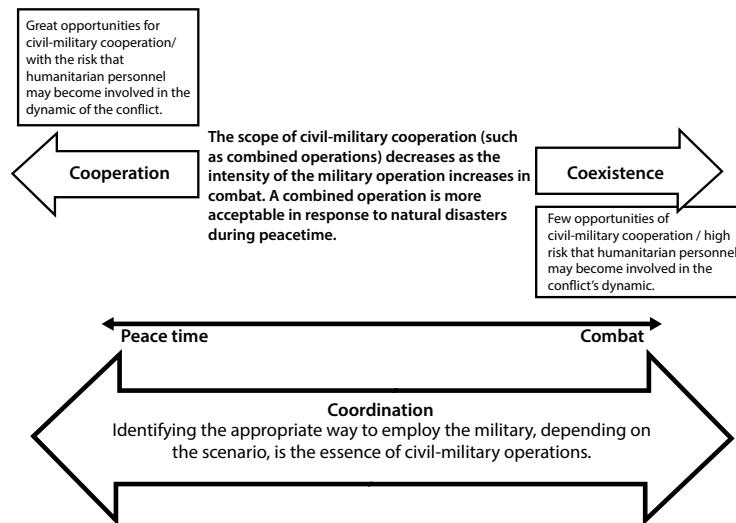 Great opportunities for
civil-military cooperation/
with the risk that
humanitarian personnel
may become involved in the
dynamic of the conflict.
Cooperation
The scope of civil-military cooperation (such
as combined operations) decreases as the
intensity of the military operation increases in
combat. A combined operation is more
acceptable in response to natural disasters
during peacetime.
Coexistence
Few opportunities of
civil-military cooperation / high
risk that humanitarian personnel
may become involved in the
conflict’s dynamic.
Peace time
Combat
Coordination
Identifying the appropriate way to employ the military, depending on
the scenario, is the essence of civil-military operations.